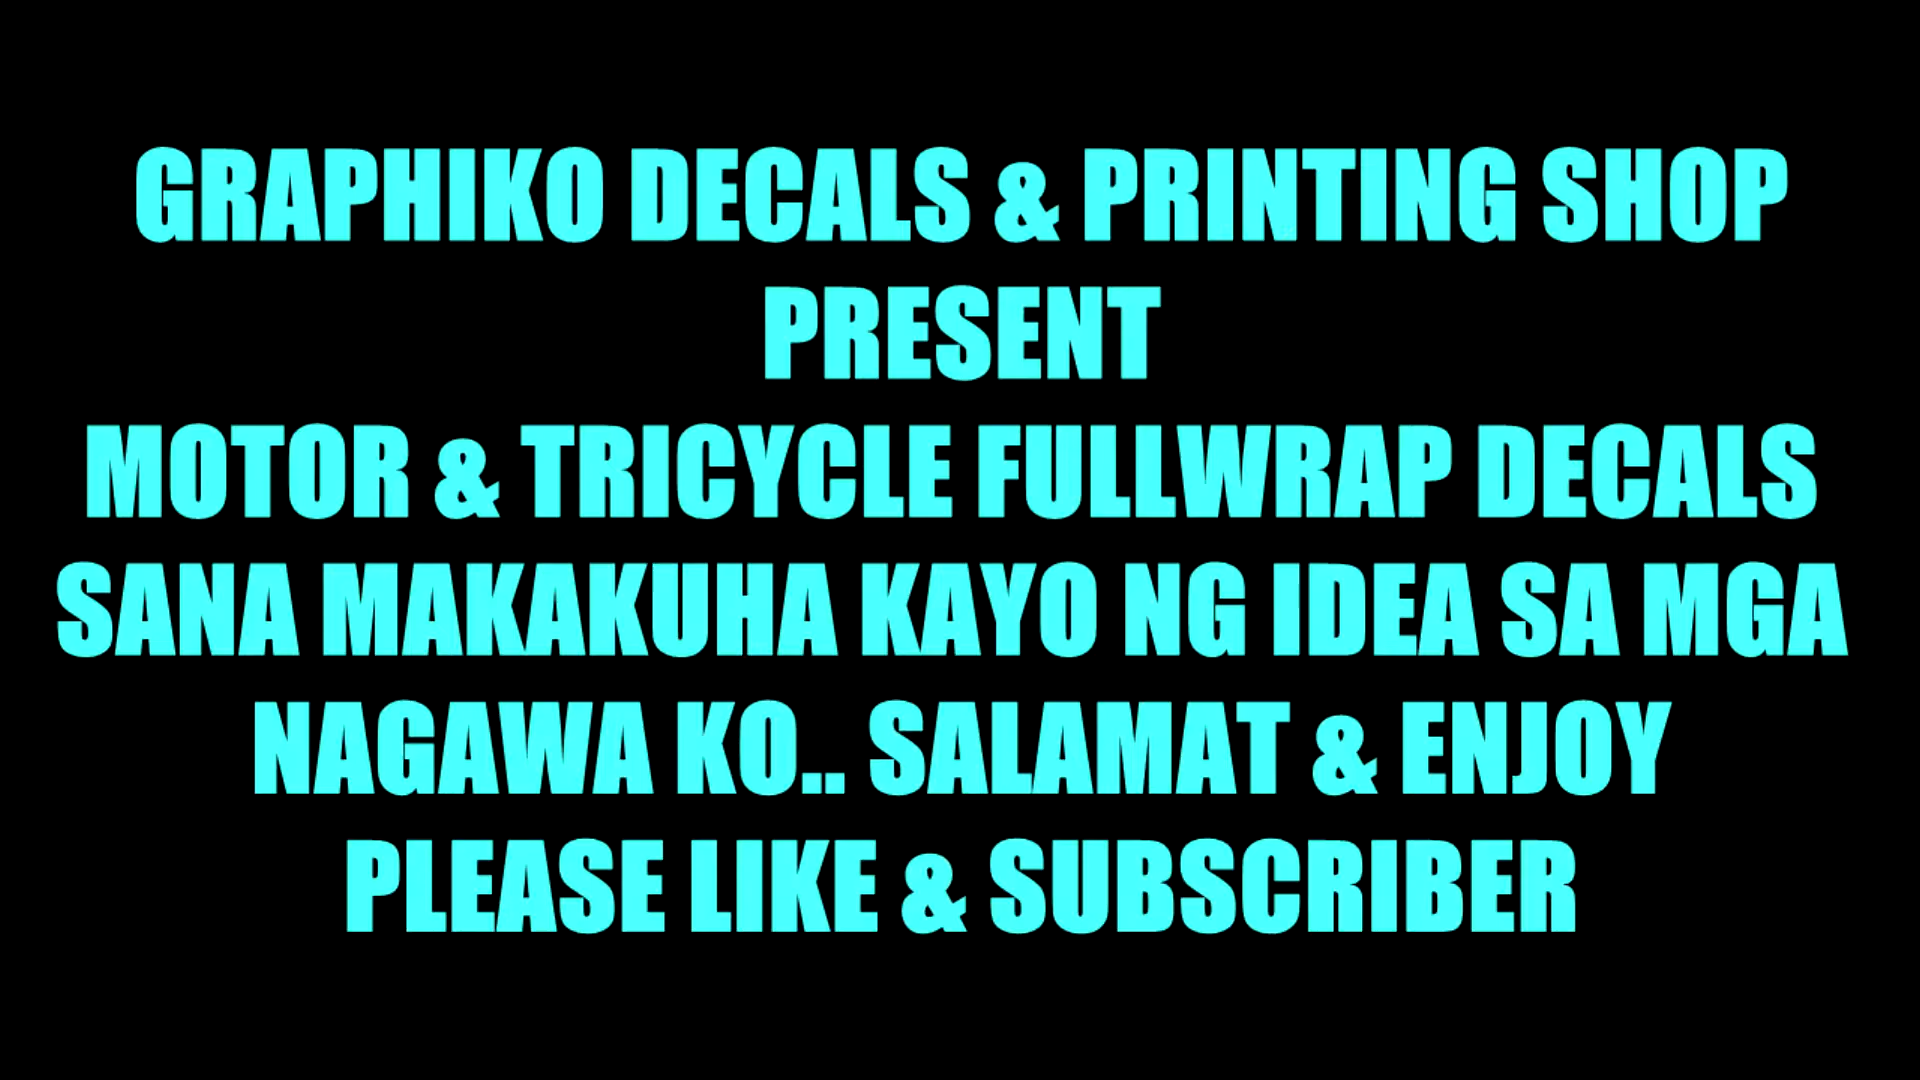 GRAPHIKO DECALS & PRINTING SHOP
PRESENT
MOTOR & TRICYCLE FULLWRAP DECALS
SANA MAKAKUHA KAYO NG IDEA SA MGA
NAGAWA KO.. SALAMAT & ENJOY
PLEASE LIKE & SUBSCRIBER